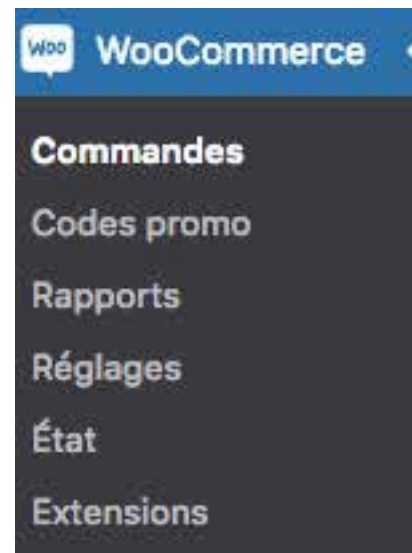 Woo WooCommerce
Commandes
Codes promo
Rapports
Réglages
État
Extensions